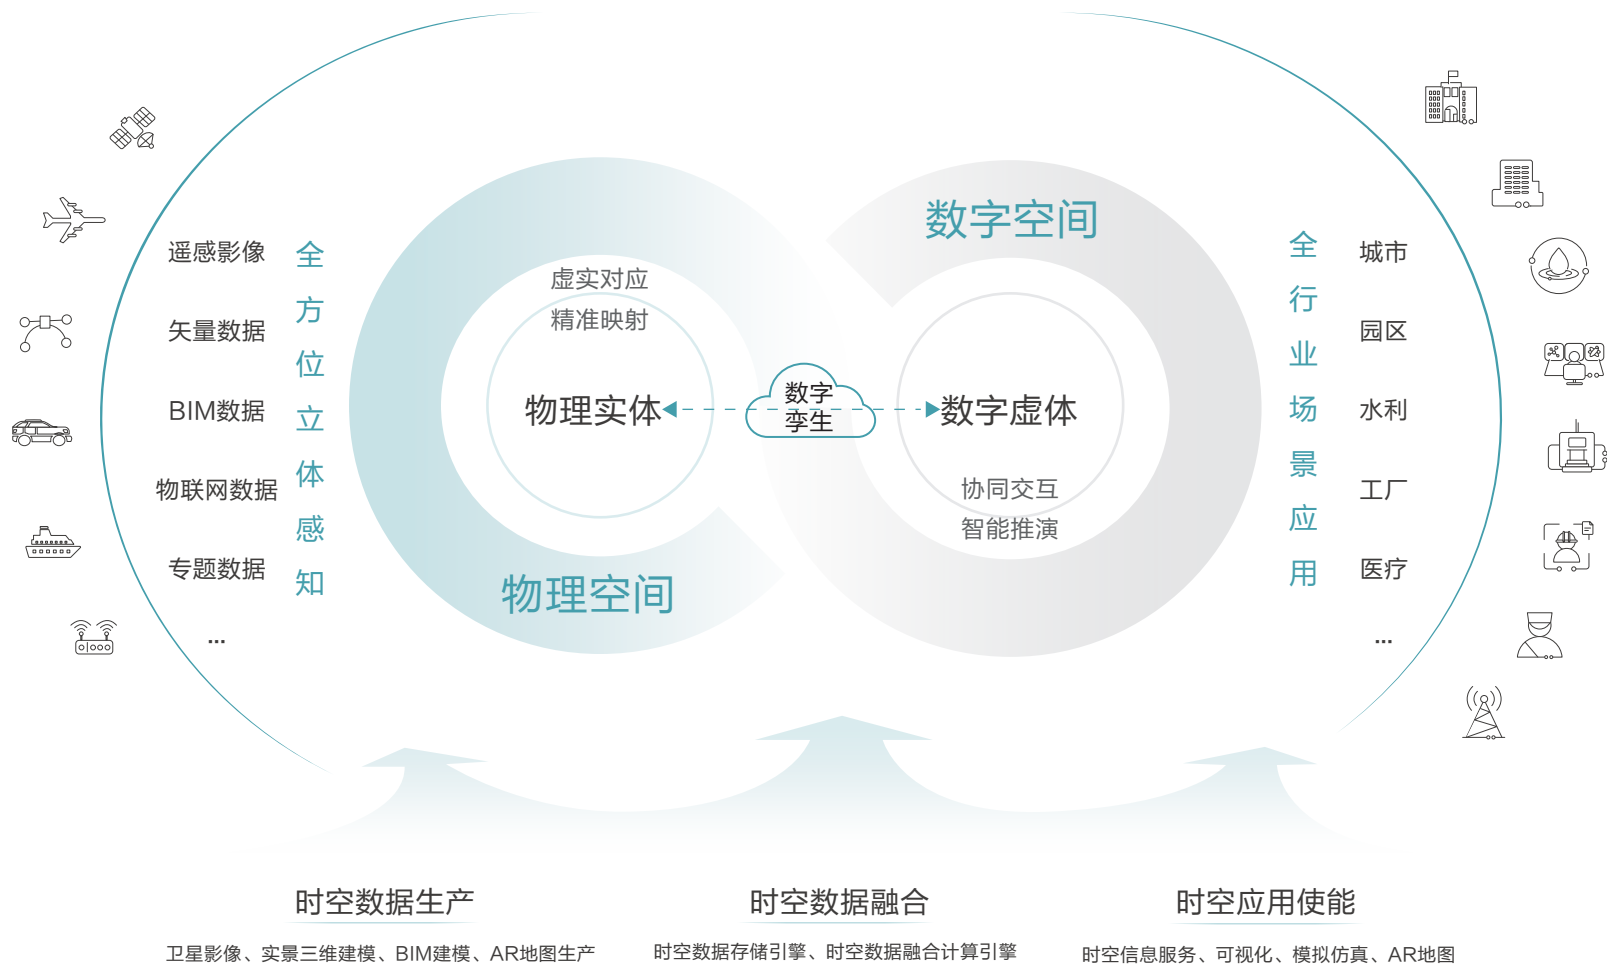 遥感影像
矢量数据
BIM数据
物联网数据
专题数据
...
全方位立体感知
虚实对应
精准映射
物理实体
物理空间
数字
孪生
数字空间
数字虚体
协同交互
智能推演
全行业场景应用
城市
园区
水利
工厂
医疗
...
时空数据生产
卫星影像、实景三维建模、BIM建模、AR地图生产
时空数据融合
时空数据存储引擎、时空数据融合计算引擎
时空应用使能
时空信息服务、可视化、模拟仿真、AR地图